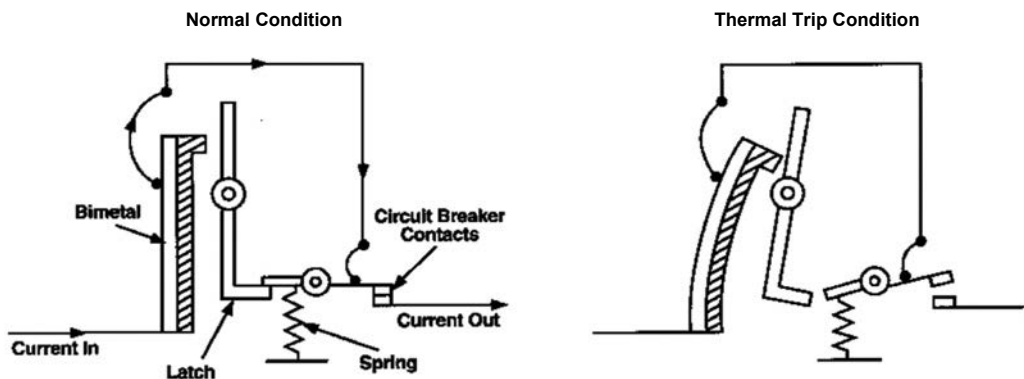 Normal Condition
Thermal Trip Condition
Bimetal
Circuit Breaker
Contacts
Current Out
Current In
Latch
Spring